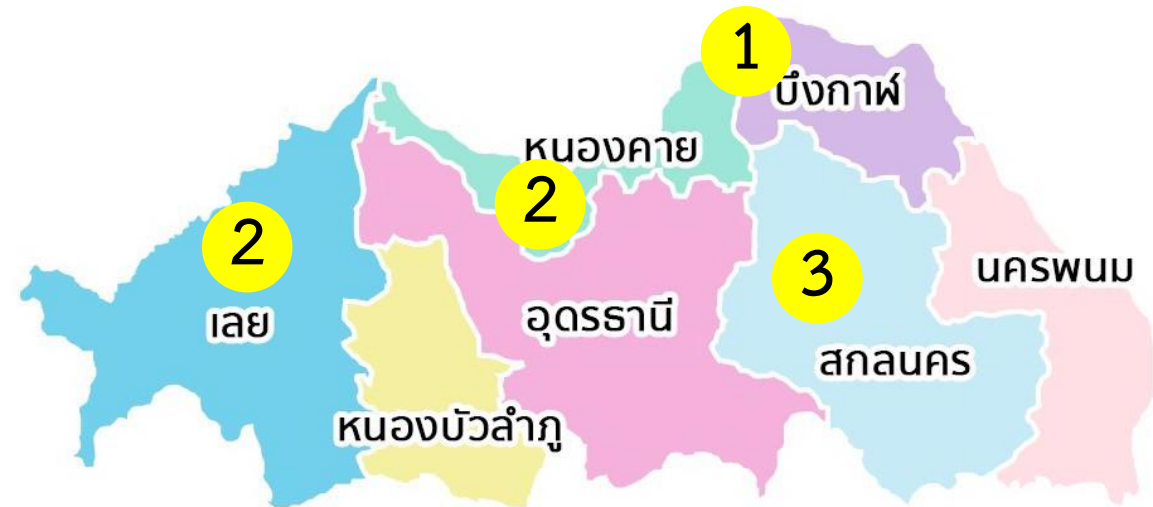 1
บึงกาฬ
หนองคาย
2
2
เลย
3
นครพนม
อุดรธานี
สกลนคร
หนองบัวลำภู